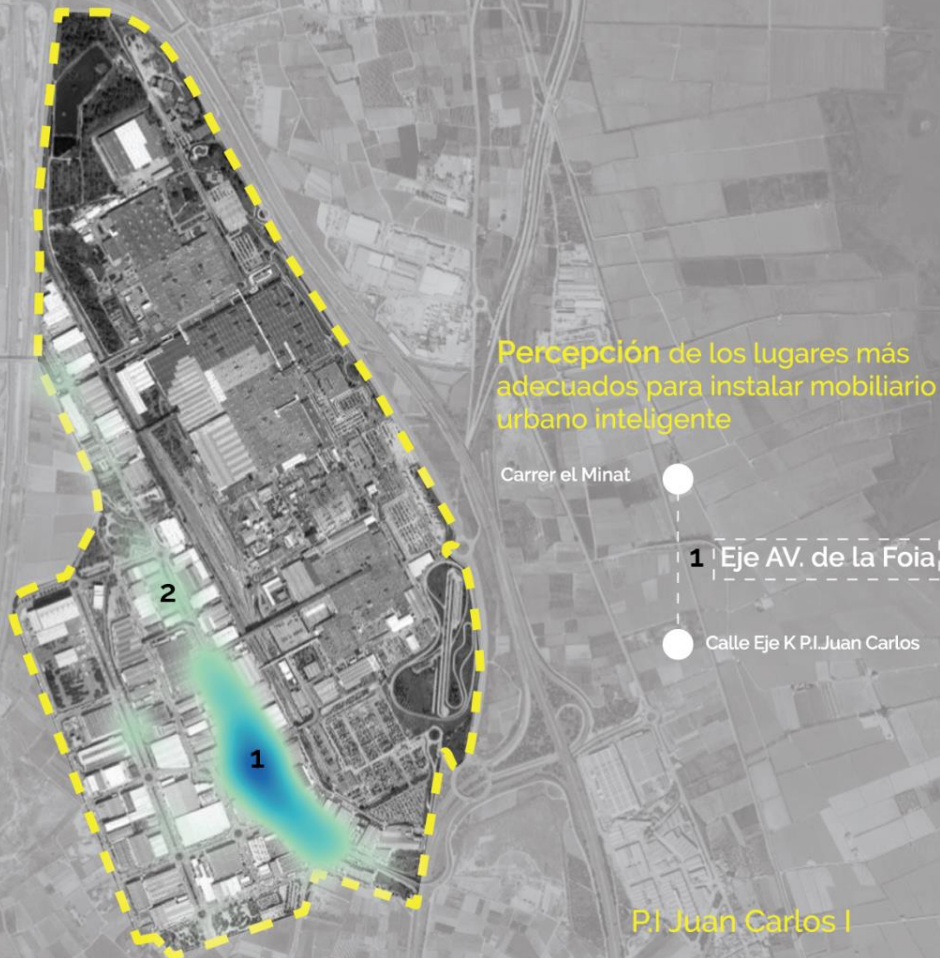 Percepción de los lugares más
adecuados para instalar mobiliario
urbano inteligente
Carrer el Minat
1 Eje AV. de la Foia
Calle Eje K P.I.Juan Carlos
2
1
P.I Juan Carlos I